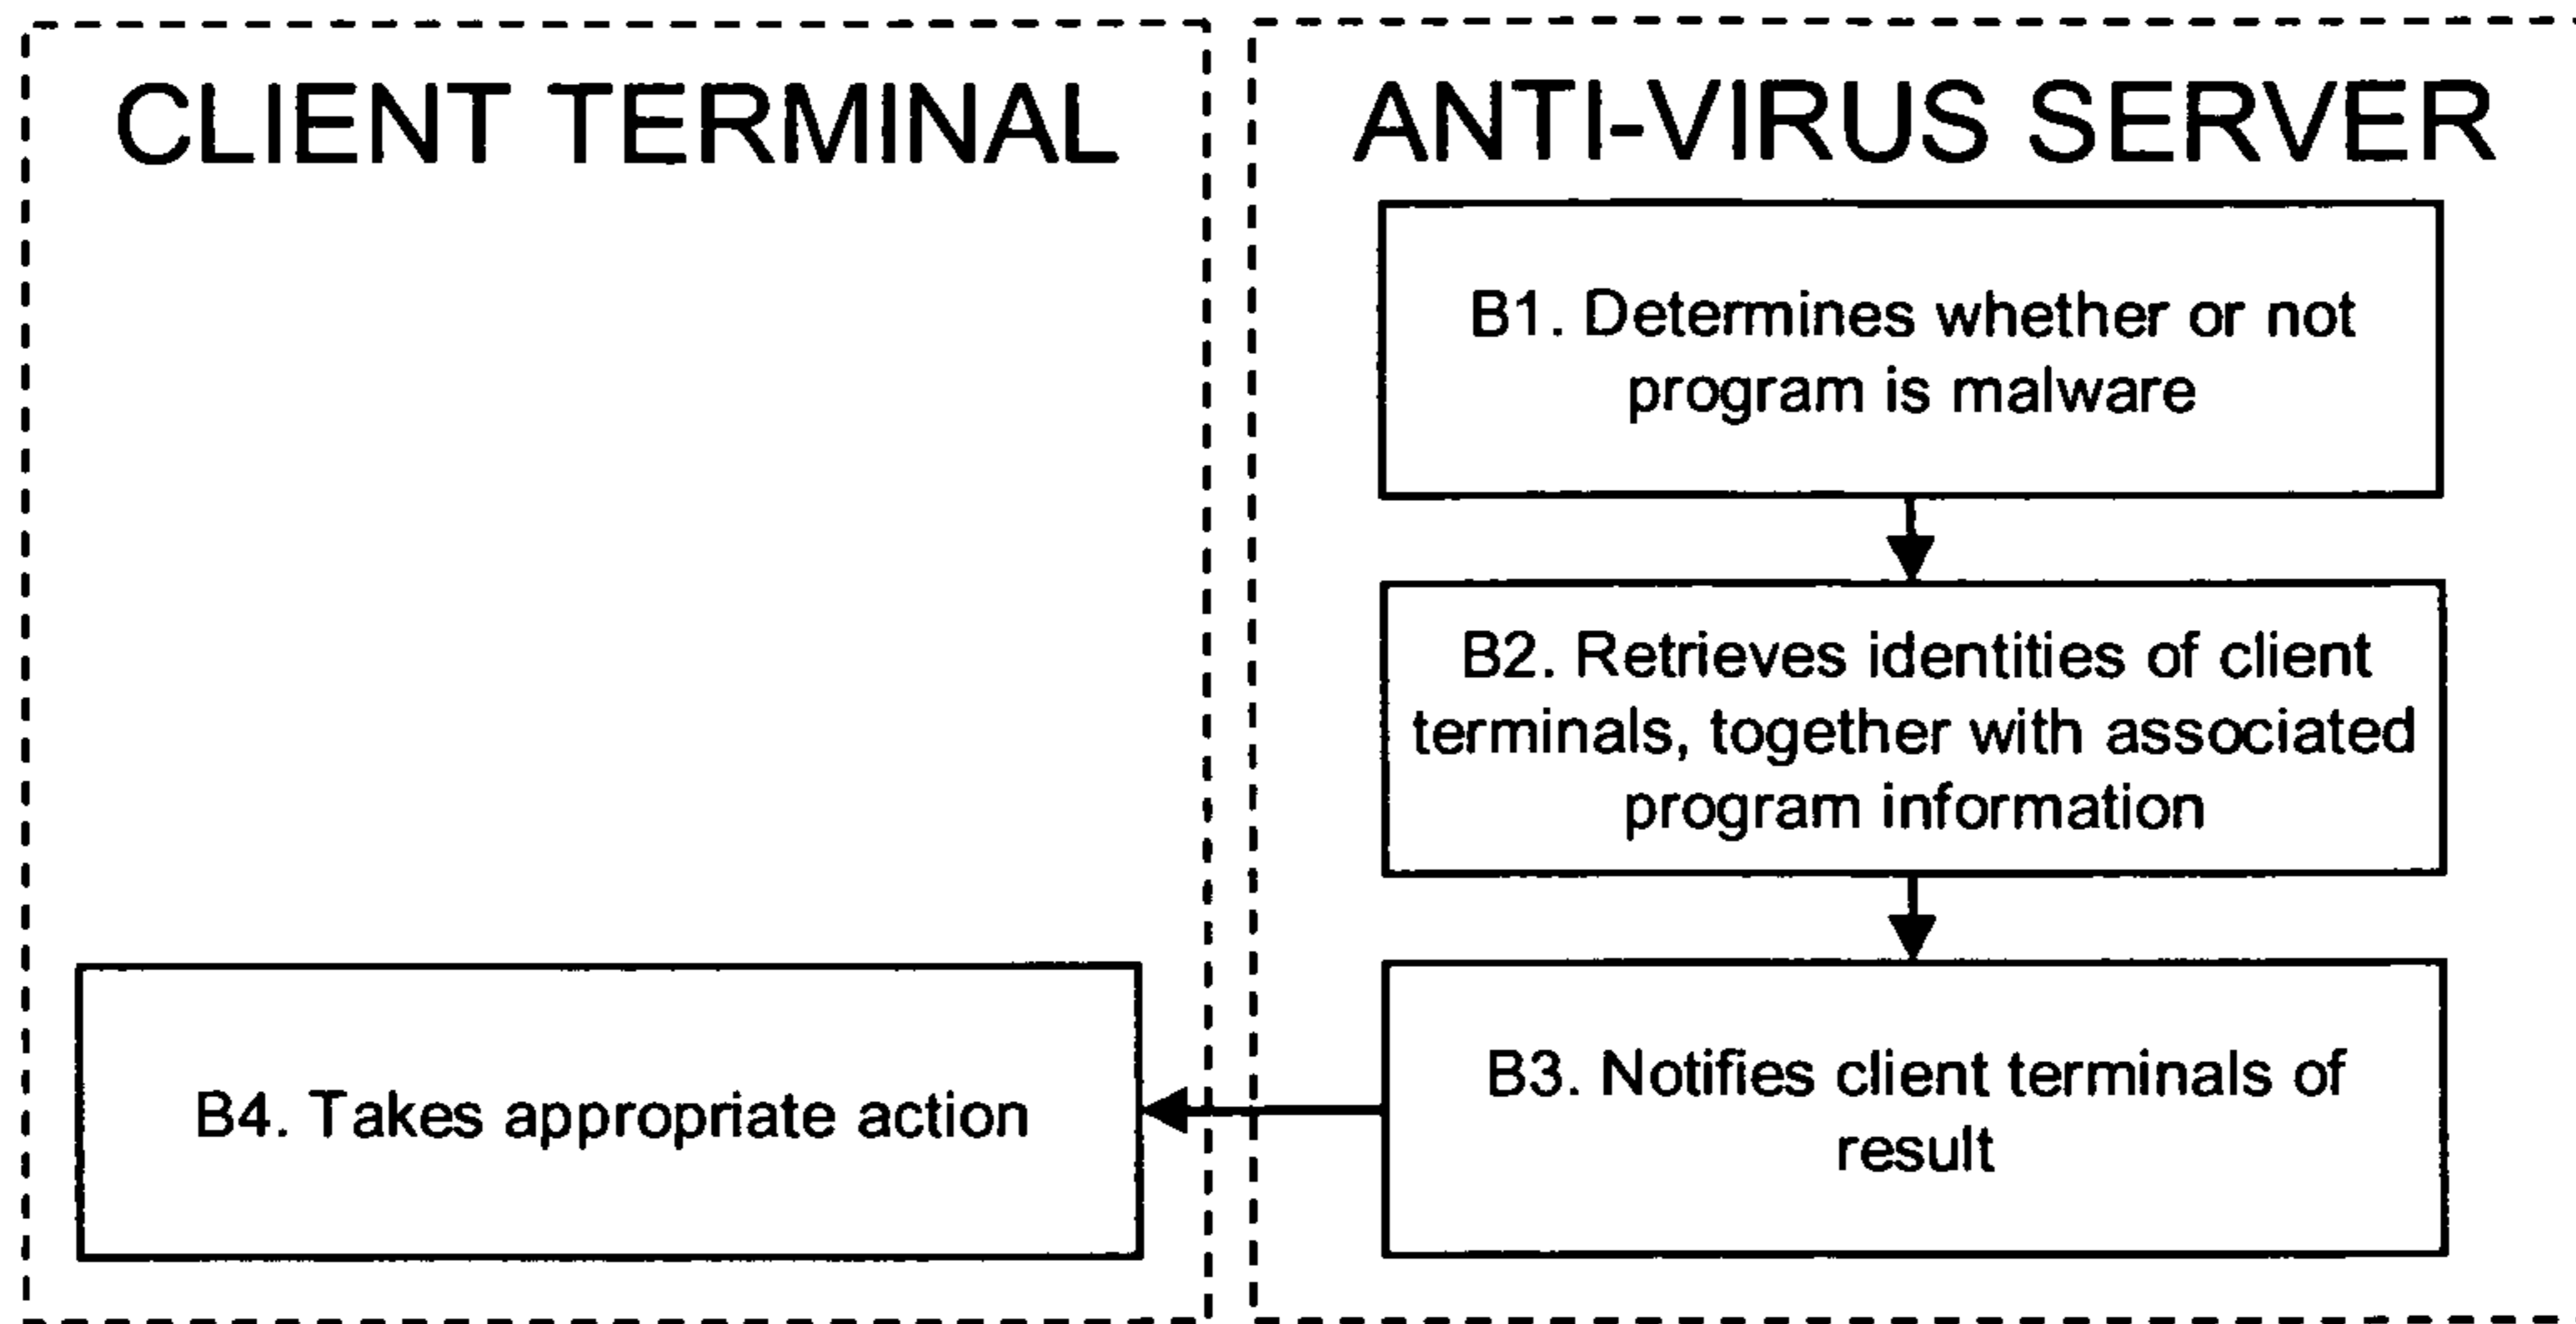 CLIENT TERMINAL
ANTI-VIRUS SERVER
B1. Determines whether or not
program is malware
B2. Retrieves identities of client
terminals, together with associated
program information
B3. Notifies client terminals of
result
B4. Takes appropriate action